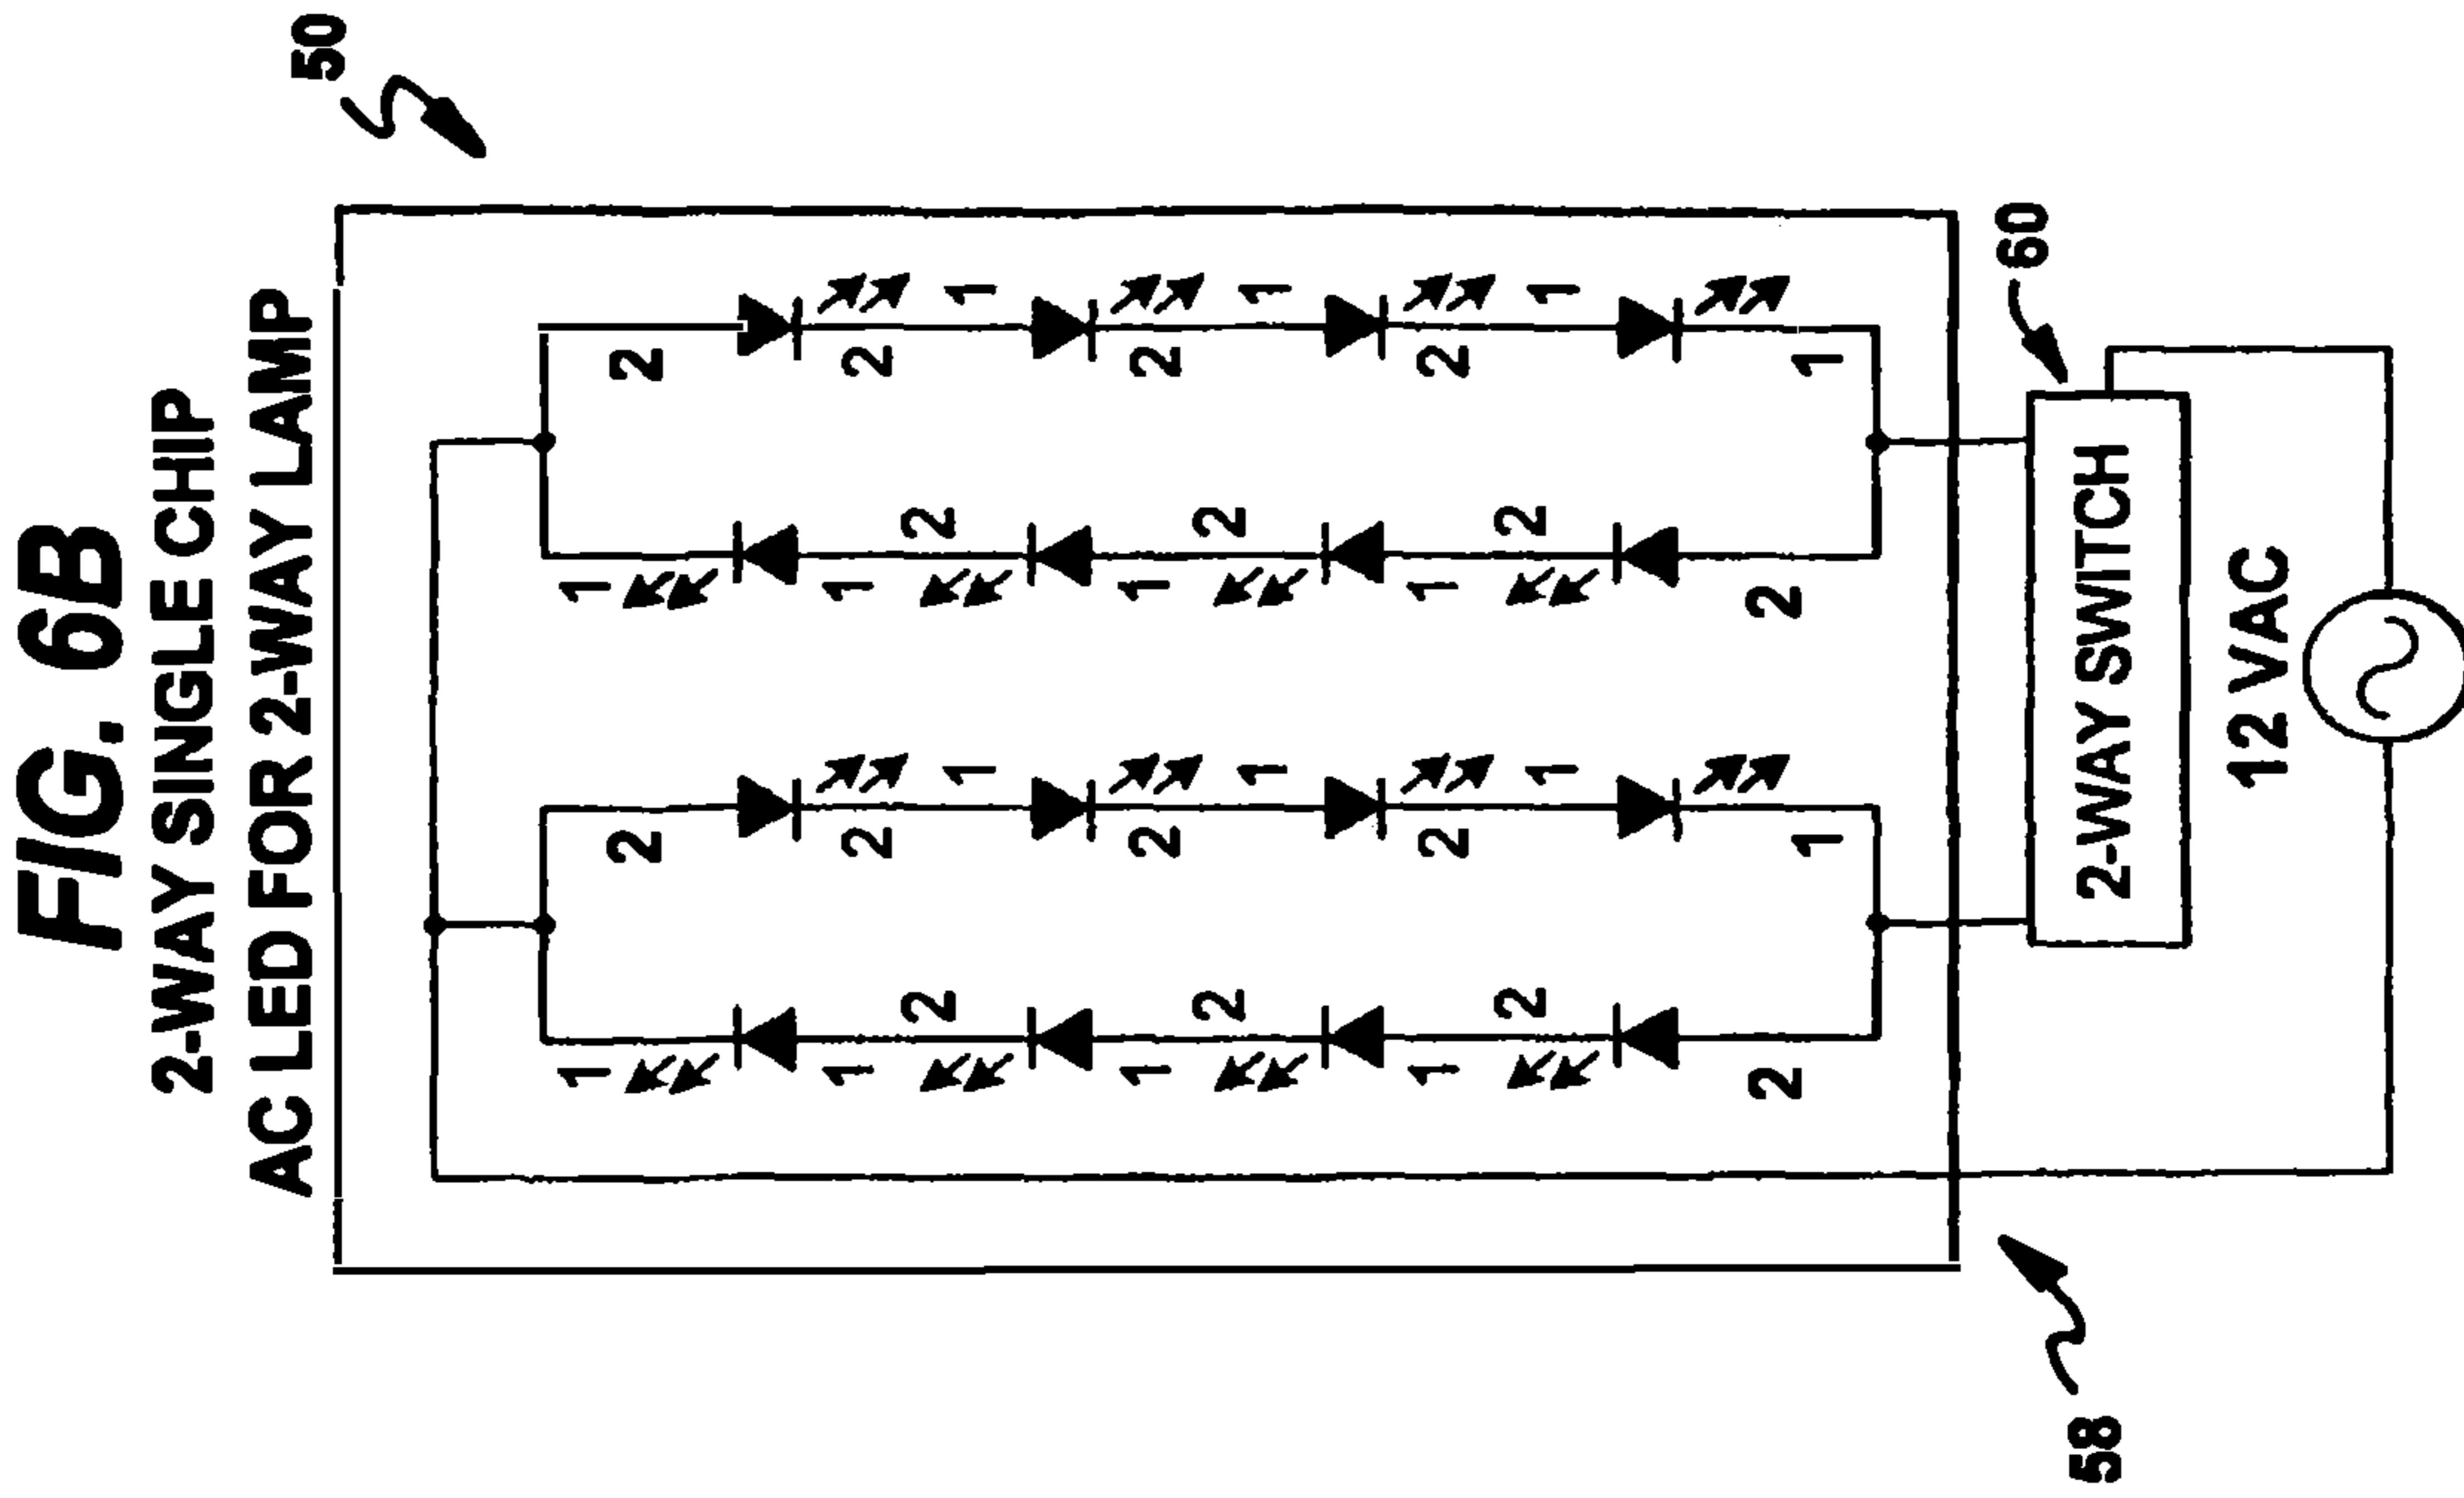 FIG. 6B
2-WAY SINGLE CHIP
AC LED FOR 2-WAY LAMP
50
1 2 1 2
1 2 1 2
2 1 2 1
1 2 1 2
2 1 2 1
1 2 1 2
2 1 2 1
2 1 2 1
60
58
2-WAY SWITCH
12 VAC